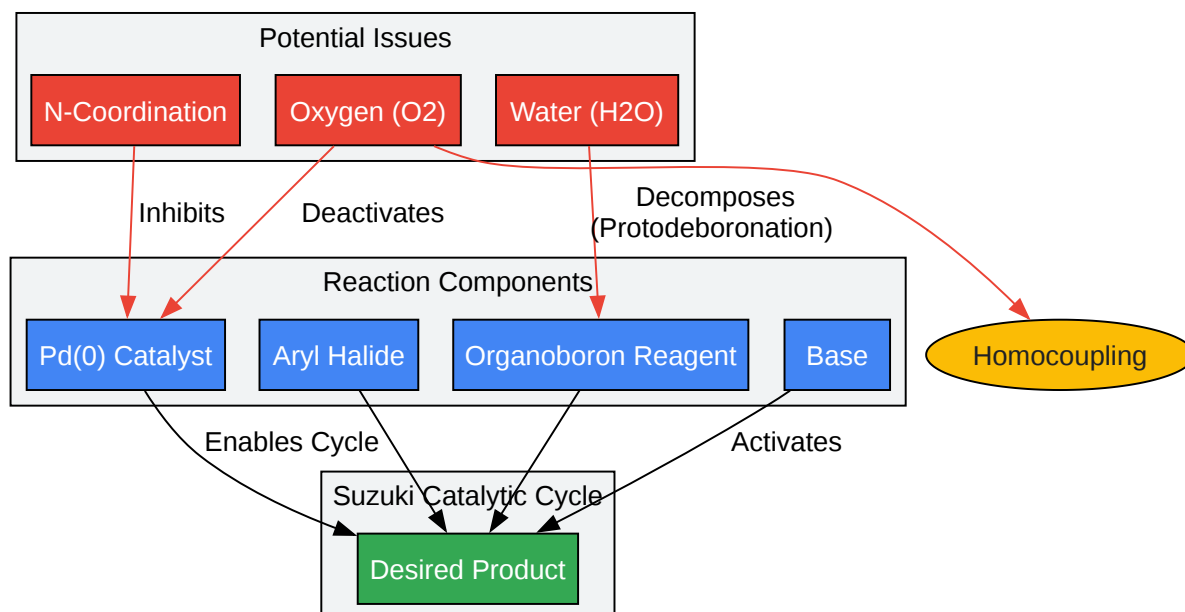 Potential Issues
N-Coordination
Oxygen (O2)
Water (H2O)
Inhibits
Deactivates
Decomposes
(Protodeboronation)
Reaction Components
Pd(0) Catalyst
Aryl Halide
Organoboron Reagent
Base
Homocoupling
Enables Cycle
Activates
Suzuki Catalytic Cycle
Desired Product